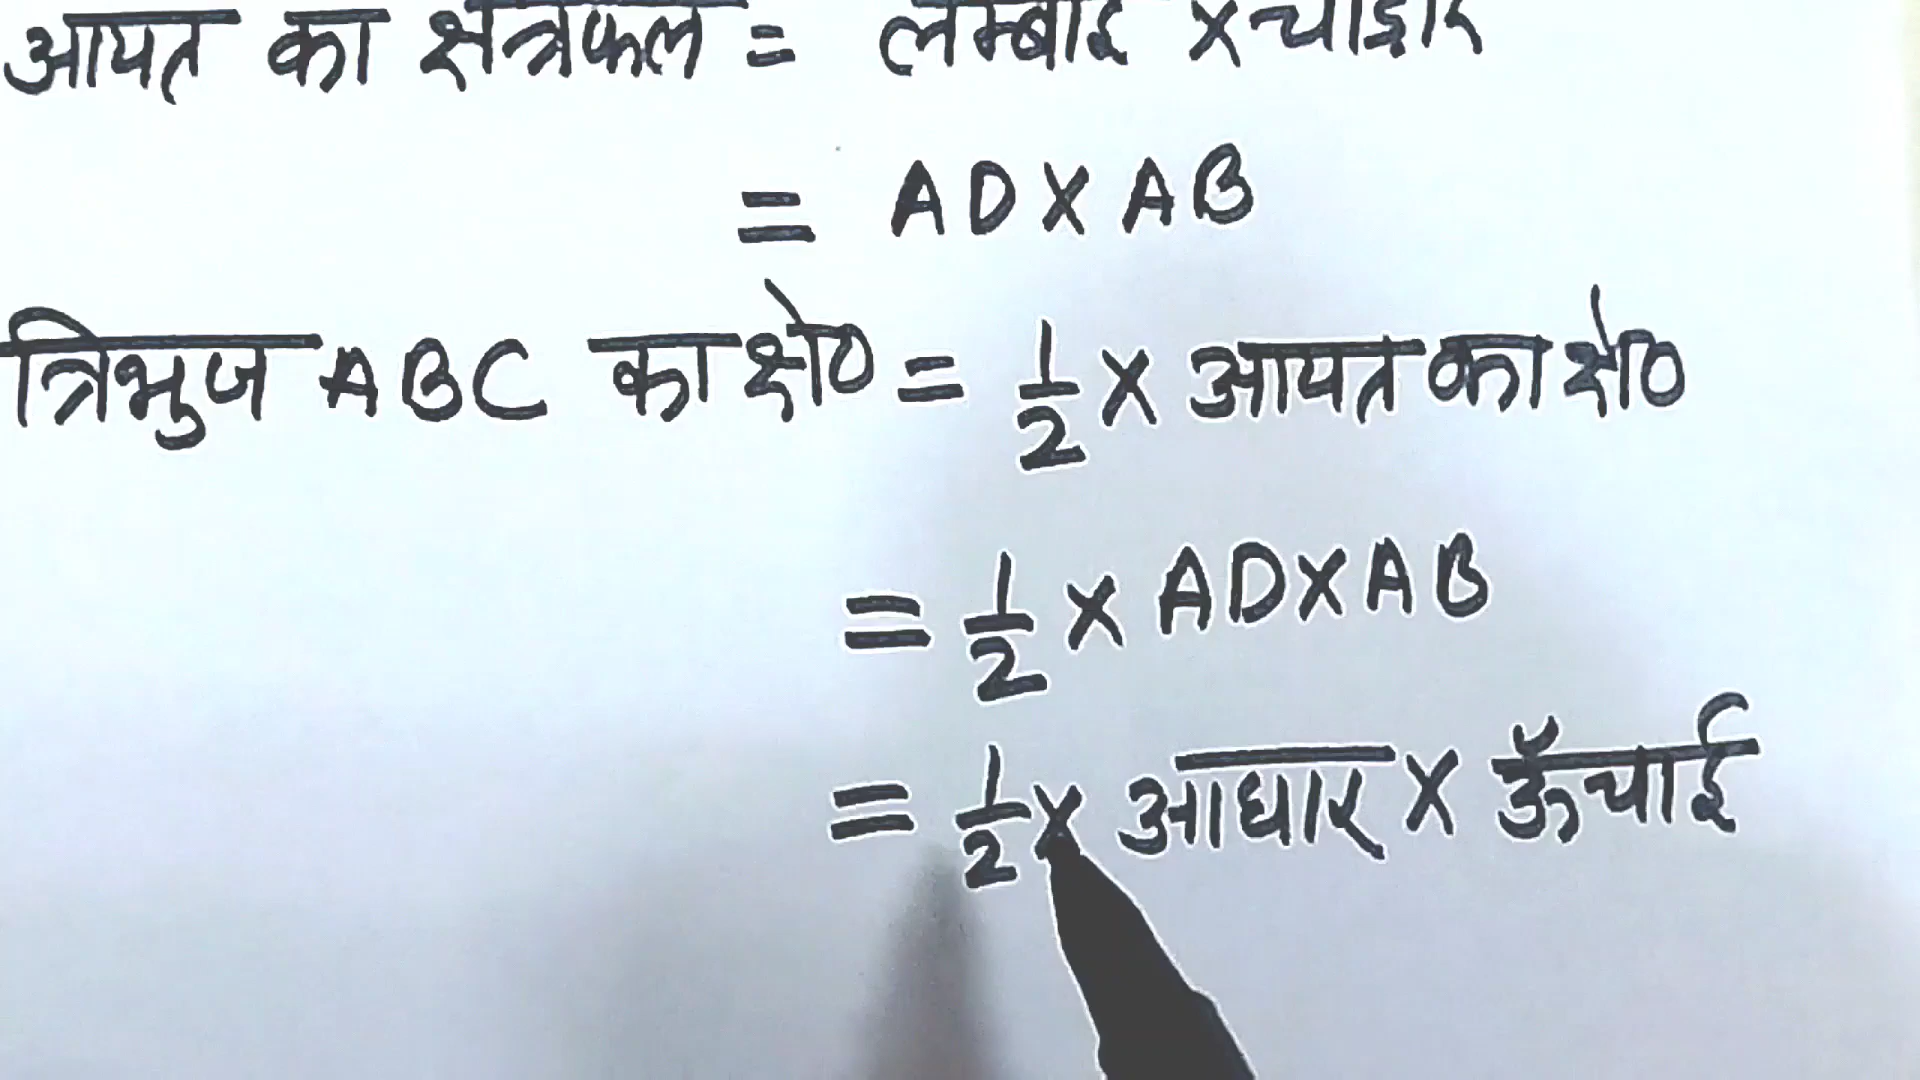 आयत का क्षेत्रफल = लम्बाई × चौड़ाई
= AD × AB
त्रिभुज ABC का क्षे० = 1/2 × आयत का क्षे०
= 1/2 × AD × AB
= 1/2 × आधार × ऊँचाई